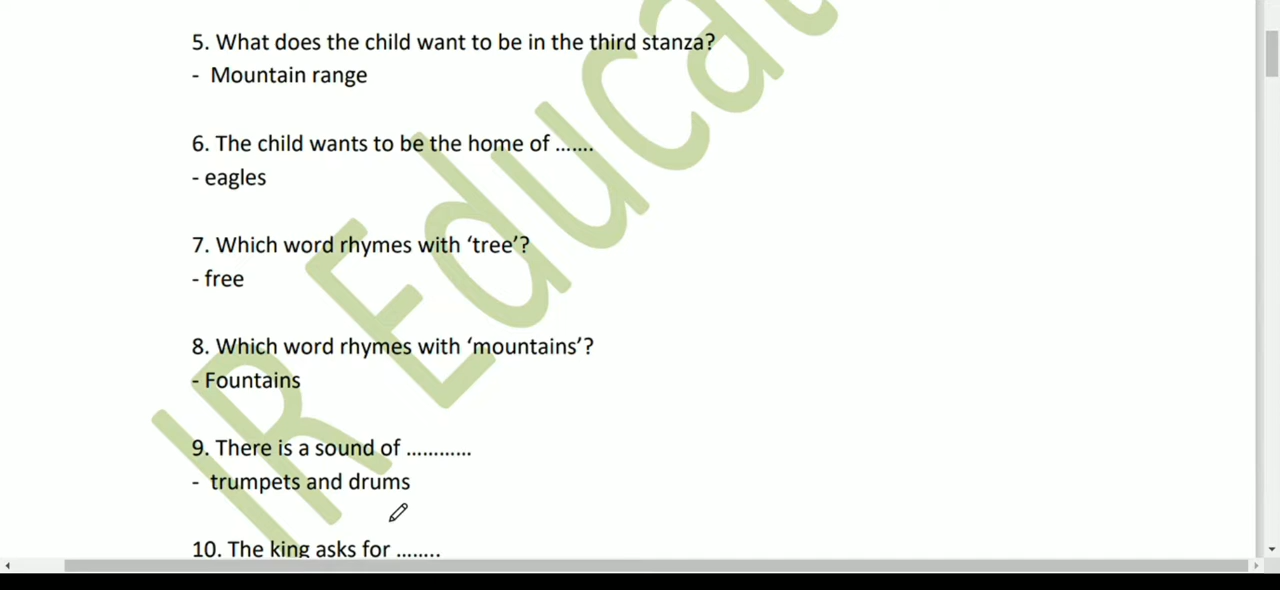 5. What does the child want to be in the third stanza?
- Mountain range
6. The child wants to be the home of .......
- eagles
7. Which word rhymes with ‘tree’?
- free
8. Which word rhymes with ‘mountains’?
- Fountains
9. There is a sound of ............
- trumpets and drums
10. The king asks for ........
IR Educat